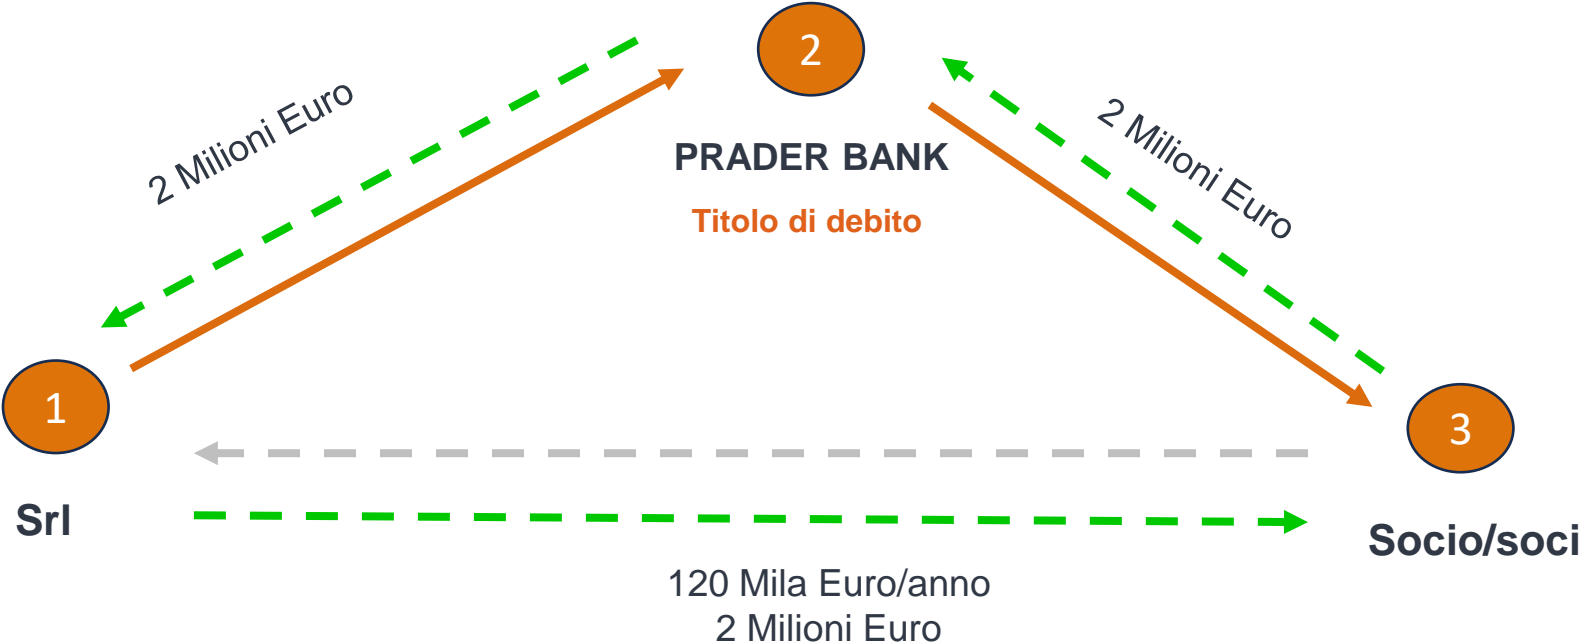 2
2 Milioni Euro
2 Milioni Euro
PRADER BANK
Titolo di debito
1
3
Srl
Socio/soci
120 Mila Euro/anno
2 Milioni Euro